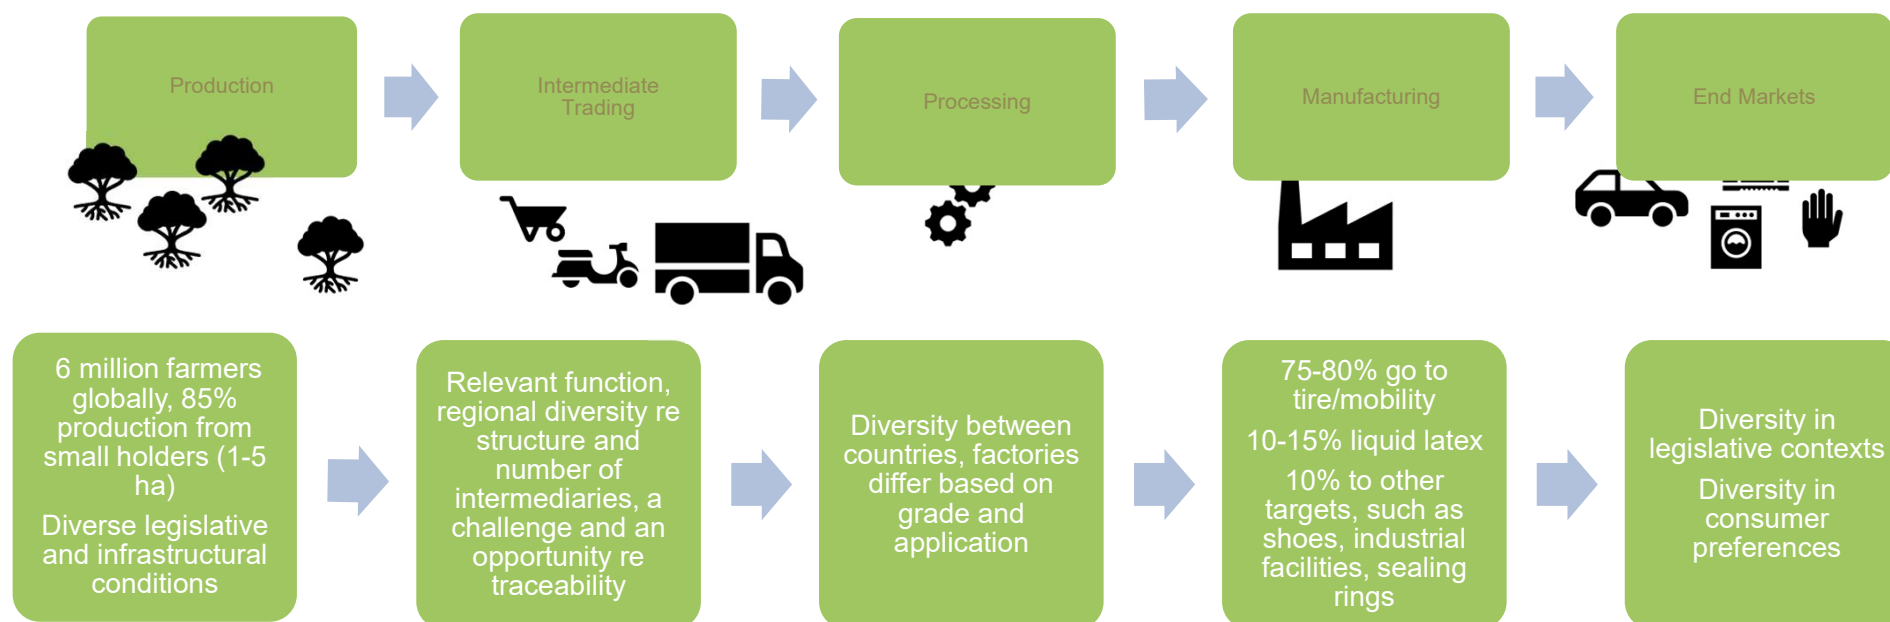 Production
Intermediate
Trading
Processing
Manufacturing
End Markets
6 million farmers
globally, 85%
production from
small holders (1-5
ha)
Diverse legislative
and infrastructural
conditions
Relevant function,
regional diversity re
structure and
number of
intermediaries, a
challenge and an
opportunity re
traceability
Diversity between
countries, factories
differ based on
grade and
application
75-80% go to
tire/mobility
10-15% liquid latex
10% to other
targets, such as
shoes, industrial
facilities, sealing
rings
Diversity in
legislative contexts
Diversity in
consumer
preferences